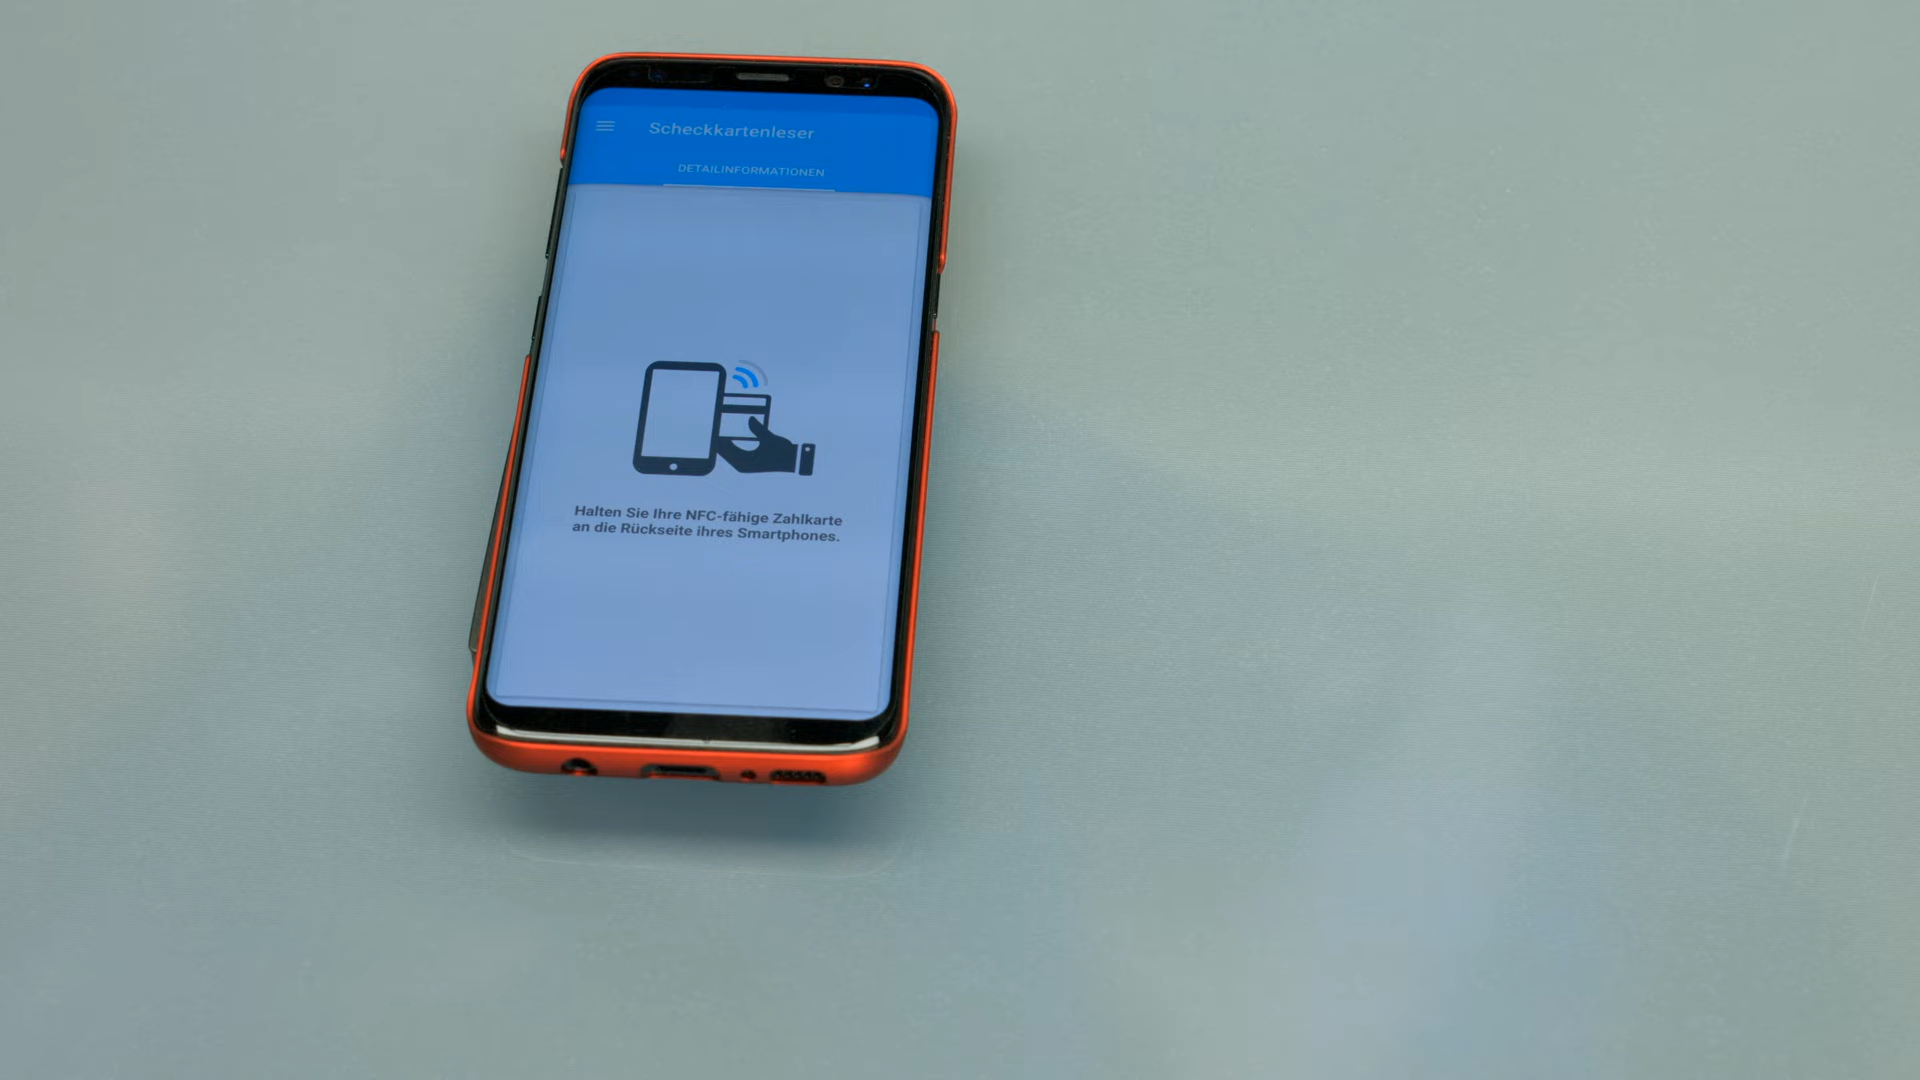 Scheckkartenleser
DETAILINFORMATIONEN
Halten Sie Ihre NFC-fähige Zahlkarte
an die Rückseite ihres Smartphones.